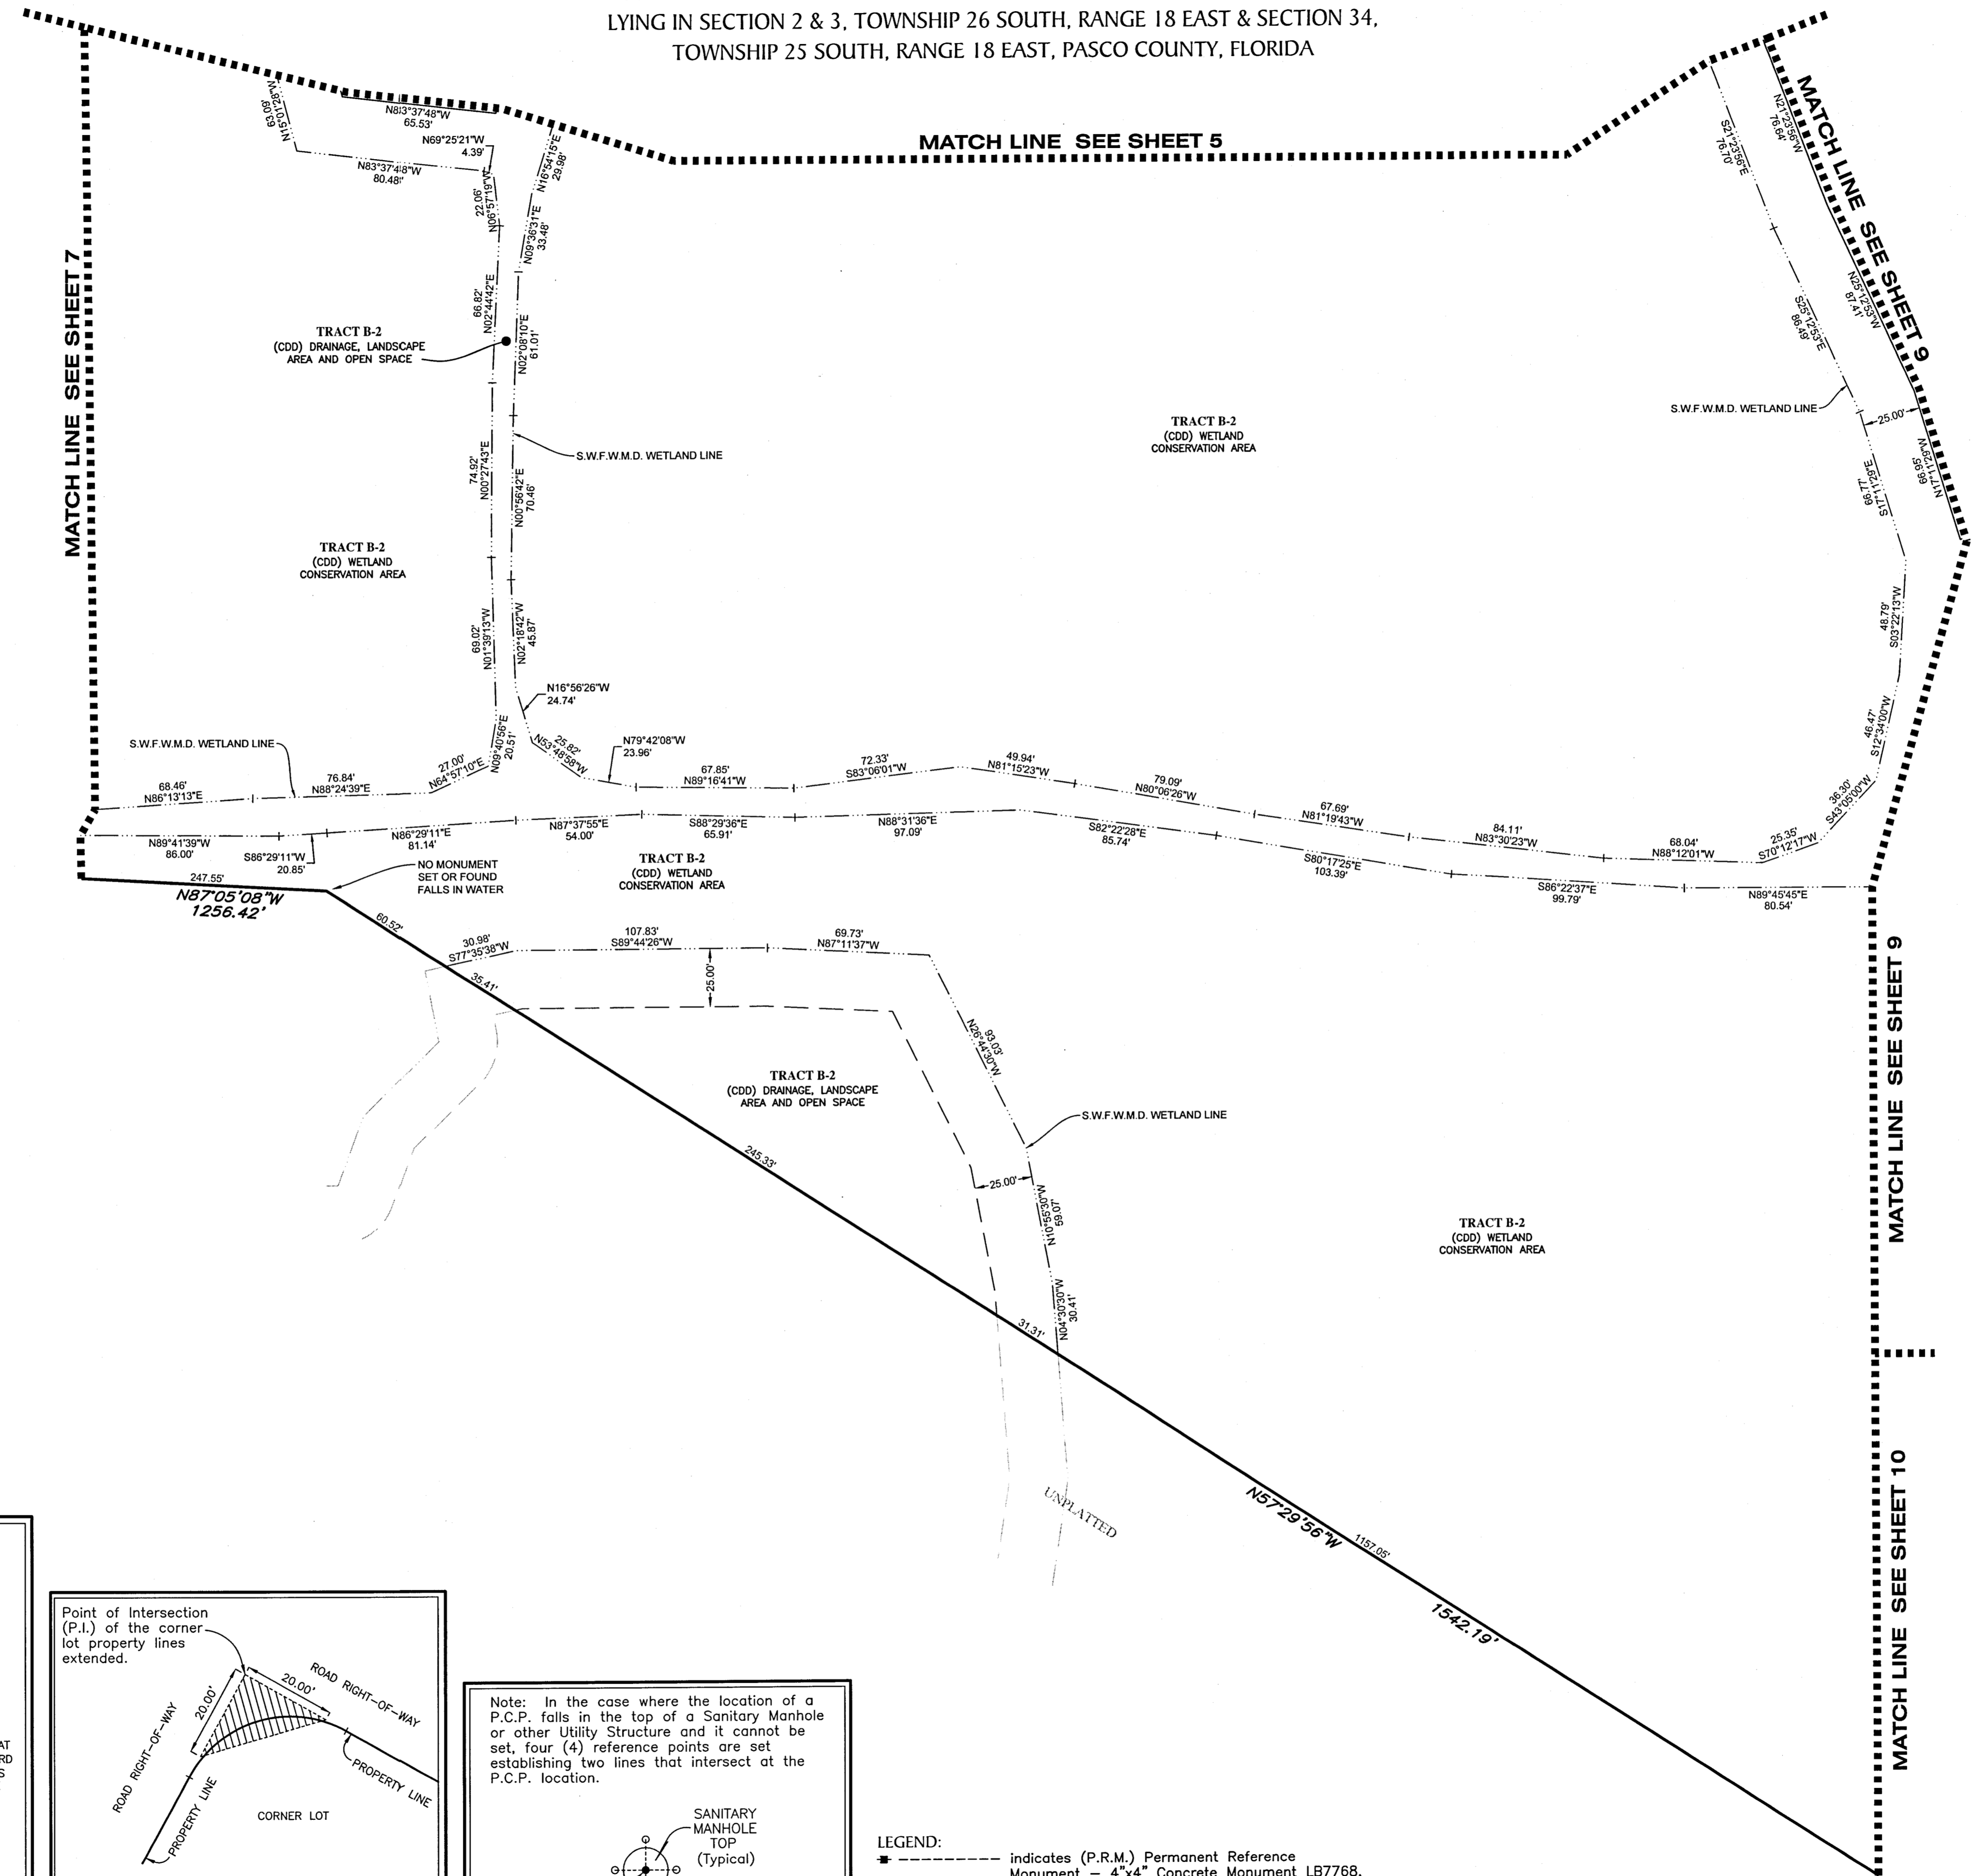 LYING IN SECTION 2 & 3, TOWNSHIP 26 SOUTH, RANGE 18 EAST & SECTION 34,
TOWNSHIP 25 SOUTH, RANGE 18 EAST, PASCO COUNTY, FLORIDA
MATCH LINE SEE SHEET 5
MATCH LINE SEE SHEET 7
MATCH LINE SEE SHEET 9
N15°01'28"W
63.09'
N83°37'48"W
65.53'
N69°25'21"W
4.39'
N83°37'48"W
80.48'
22.06'
N06°57'19"W
N16°54'15"E
29.98'
N09°36'31"E
33.48'
66.82'
N02°44'42"E
N02°08'10"E
61.01'
TRACT B-2
(CDD) DRAINAGE, LANDSCAPE
AREA AND OPEN SPACE
S.W.F.W.M.D. WETLAND LINE
74.92'
N00°27'43"E
N00°56'42"E
70.46'
TRACT B-2
(CDD) WETLAND
CONSERVATION AREA
TRACT B-2
(CDD) WETLAND
CONSERVATION AREA
69.02'
N01°39'13"W
N02°18'42"W
45.87'
N16°56'26"W
24.74'
N21°23'56"W
76.64'
S21°23'56"E
76.70'
N25°12'53"W
87.41'
S25°12'53"E
86.49'
S.W.F.W.M.D. WETLAND LINE
25.00'
N17°11'29"W
66.95'
S17°11'29"E
66.77'
48.79'
S03°22'13"W
46.47'
S12°34'00"W
36.30'
S43°05'00"W
25.35'
S70°12'17"W
S.W.F.W.M.D. WETLAND LINE
68.46'
N86°13'13"E
76.84'
N88°24'39"E
27.00'
N64°57'10"E
N09°40'56"E
20.51'
25.82'
N53°48'58"W
N79°42'08"W
23.96'
67.85'
N89°16'41"W
72.33'
S83°06'01"W
49.94'
N81°15'23"W
79.09'
N80°06'26"W
67.69'
N81°19'43"W
84.11'
N83°30'23"W
68.04'
N88°12'01"W
N89°41'39"W
86.00'
S86°29'11"W
20.85'
N86°29'11"E
81.14'
N87°37'55"E
54.00'
S88°29'36"E
65.91'
N88°31'36"E
97.09'
S82°22'28"E
85.74'
S80°17'25"E
103.39'
S86°22'37"E
99.79'
N89°45'45"E
80.54'
TRACT B-2
(CDD) WETLAND
CONSERVATION AREA
NO MONUMENT
SET OR FOUND
FALLS IN WATER
247.55'
N87°05'08"W
1256.42'
60.52'
30.98'
S77°35'38"W
107.83'
S89°44'26"W
69.73'
N87°11'37"W
35.41'
25.00'
93.03'
N26°44'30"W
TRACT B-2
(CDD) DRAINAGE, LANDSCAPE
AREA AND OPEN SPACE
S.W.F.W.M.D. WETLAND LINE
245.33'
25.00'
N10°55'30"W
59.07'
N04°30'30"W
30.41'
31.31'
TRACT B-2
(CDD) WETLAND
CONSERVATION AREA
MATCH LINE SEE SHEET 9
MATCH LINE SEE SHEET 10
UNPLATTED
N57°29'56"W
1157.05'
1542.19'
AT
RD
S
Point of Intersection
(P.I.) of the corner
lot property lines
extended.
20.00'
20.00'
ROAD RIGHT-OF-WAY
ROAD RIGHT-OF-WAY
PROPERTY LINE
PROPERTY LINE
CORNER LOT
Note: In the case where the location of a
P.C.P. falls in the top of a Sanitary Manhole
or other Utility Structure and it cannot be
set, four (4) reference points are set
establishing two lines that intersect at the
P.C.P. location.
SANITARY
MANHOLE
TOP
(Typical)
LEGEND:
indicates (P.R.M.) Permanent Reference
Monument – 4"x4" Concrete Monument LB7768.